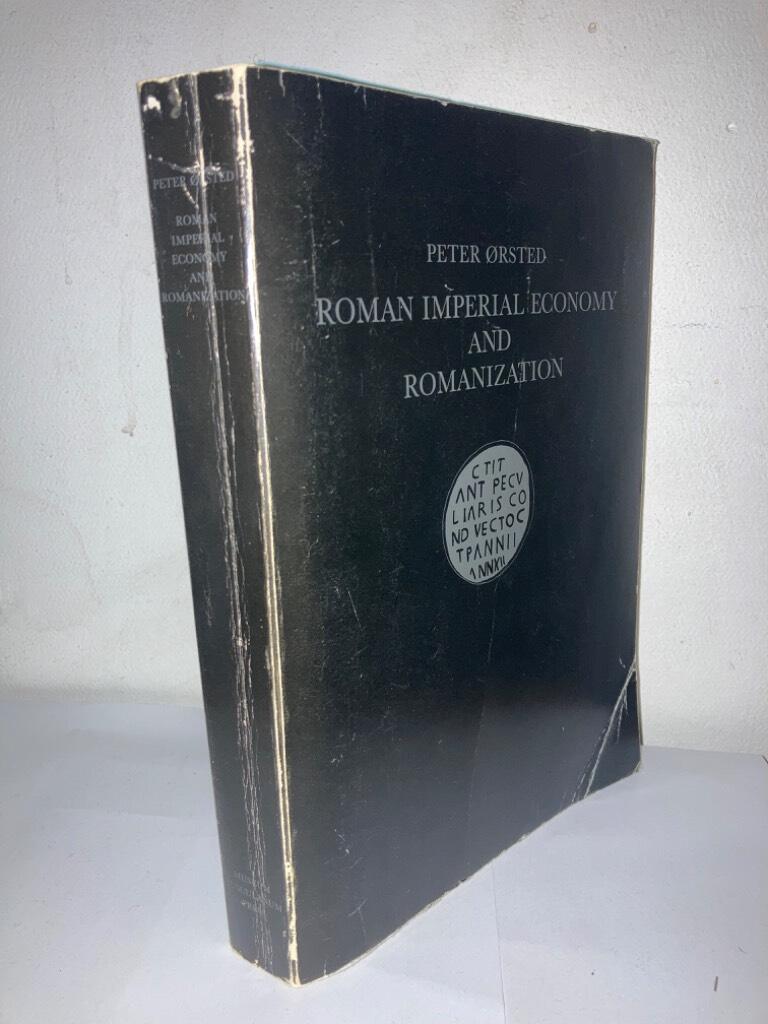 PETER ØRSTED
ROMAN
IMPERIAL
ECONOMY
AND
ROMANIZATION
MUSEUM
PETER ØRSTED
ROMAN IMPERIAL ECONOMY
AND
ROMANIZATION
C TIT
ANT PECV
LIARIS CO
ND VECTOC
TPANNII
ANNXII